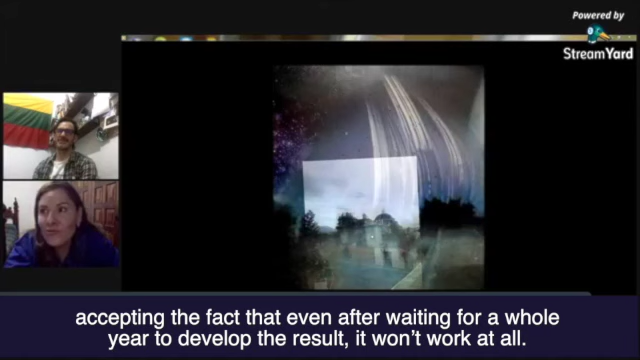 Powered by
StreamYard
accepting the fact that even after waiting for a whole
year to develop the result, it won't work at all.